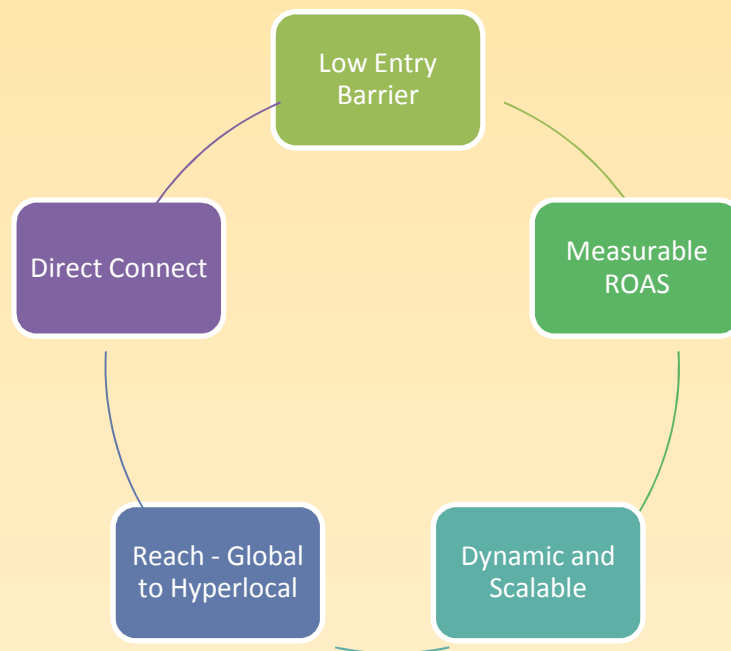 Low Entry
Barrier
Measurable
ROAS
Dynamic and
Scalable
Reach - Global
to Hyperlocal
Direct Connect